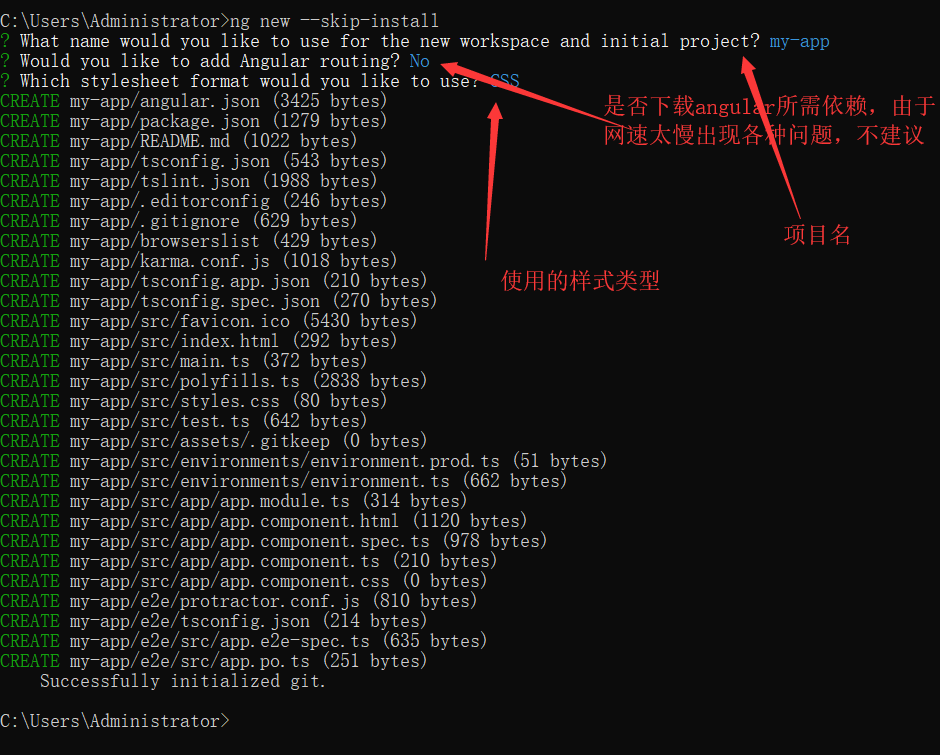 C:\Users\Administrator>ng new --skip-install
? What name would you like to use for the new workspace and initial project? my-app
? Would you like to add Angular routing? No
? Which stylesheet format would you like to use? CSS
CREATE my-app/angular.json (3425 bytes)
是否下载angular所需依赖，由于
CREATE my-app/package.json (1279 bytes)
网速太慢出现各种问题，不建议
CREATE my-app/README.md (1022 bytes)
CREATE my-app/tsconfig.json (543 bytes)
CREATE my-app/tslint.json (1988 bytes)
CREATE my-app/.editorconfig (246 bytes)
CREATE my-app/.gitignore (629 bytes)
项目名
CREATE my-app/browserslist (429 bytes)
CREATE my-app/karma.conf.js (1018 bytes)
CREATE my-app/tsconfig.app.json (210 bytes)
使用的样式类型
CREATE my-app/tsconfig.spec.json (270 bytes)
CREATE my-app/src/favicon.ico (5430 bytes)
CREATE my-app/src/index.html (292 bytes)
CREATE my-app/src/main.ts (372 bytes)
CREATE my-app/src/polyfills.ts (2838 bytes)
CREATE my-app/src/styles.css (80 bytes)
CREATE my-app/src/test.ts (642 bytes)
CREATE my-app/src/assets/.gitkeep (0 bytes)
CREATE my-app/src/environments/environment.prod.ts (51 bytes)
CREATE my-app/src/environments/environment.ts (662 bytes)
CREATE my-app/src/app/app.module.ts (314 bytes)
CREATE my-app/src/app/app.component.html (1120 bytes)
CREATE my-app/src/app/app.component.spec.ts (978 bytes)
CREATE my-app/src/app/app.component.ts (210 bytes)
CREATE my-app/src/app/app.component.css (0 bytes)
CREATE my-app/e2e/protractor.conf.js (810 bytes)
CREATE my-app/e2e/tsconfig.json (214 bytes)
CREATE my-app/e2e/src/app.e2e-spec.ts (635 bytes)
CREATE my-app/e2e/src/app.po.ts (251 bytes)
Successfully initialized git.
C:\Users\Administrator>